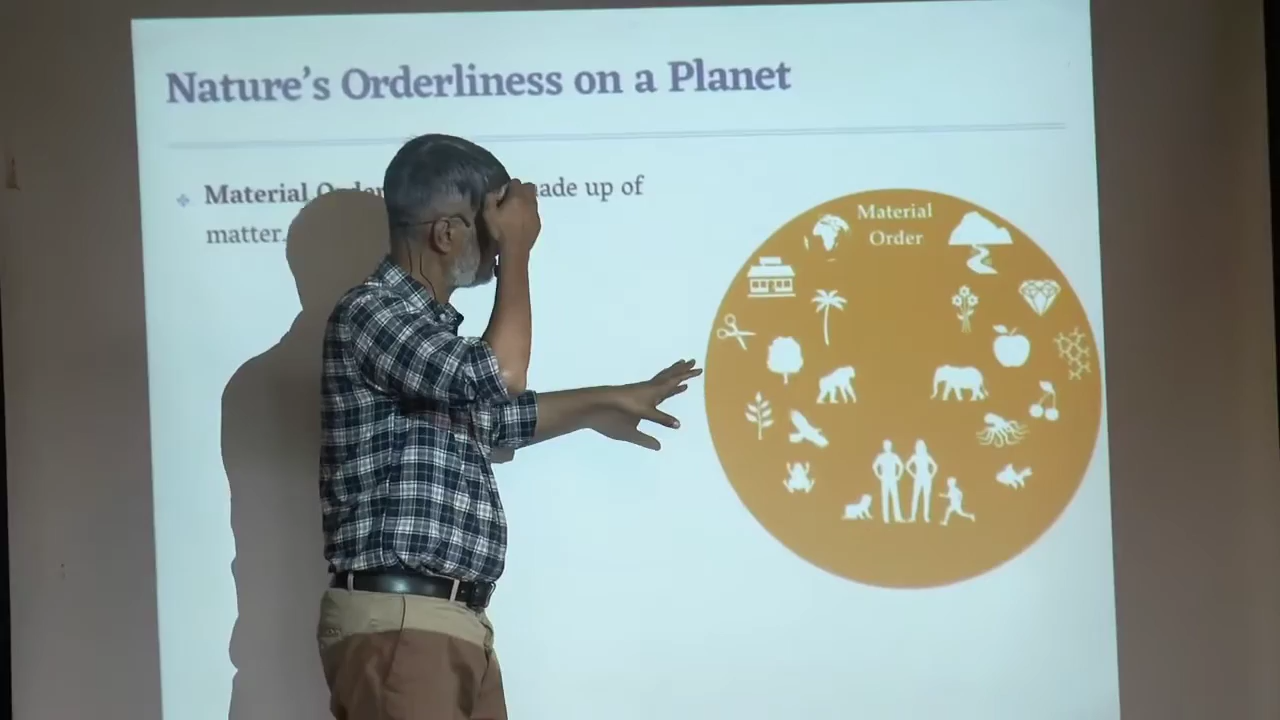 Nature's Orderliness on a Planet
Material Order made up of
matter.
Material
Order